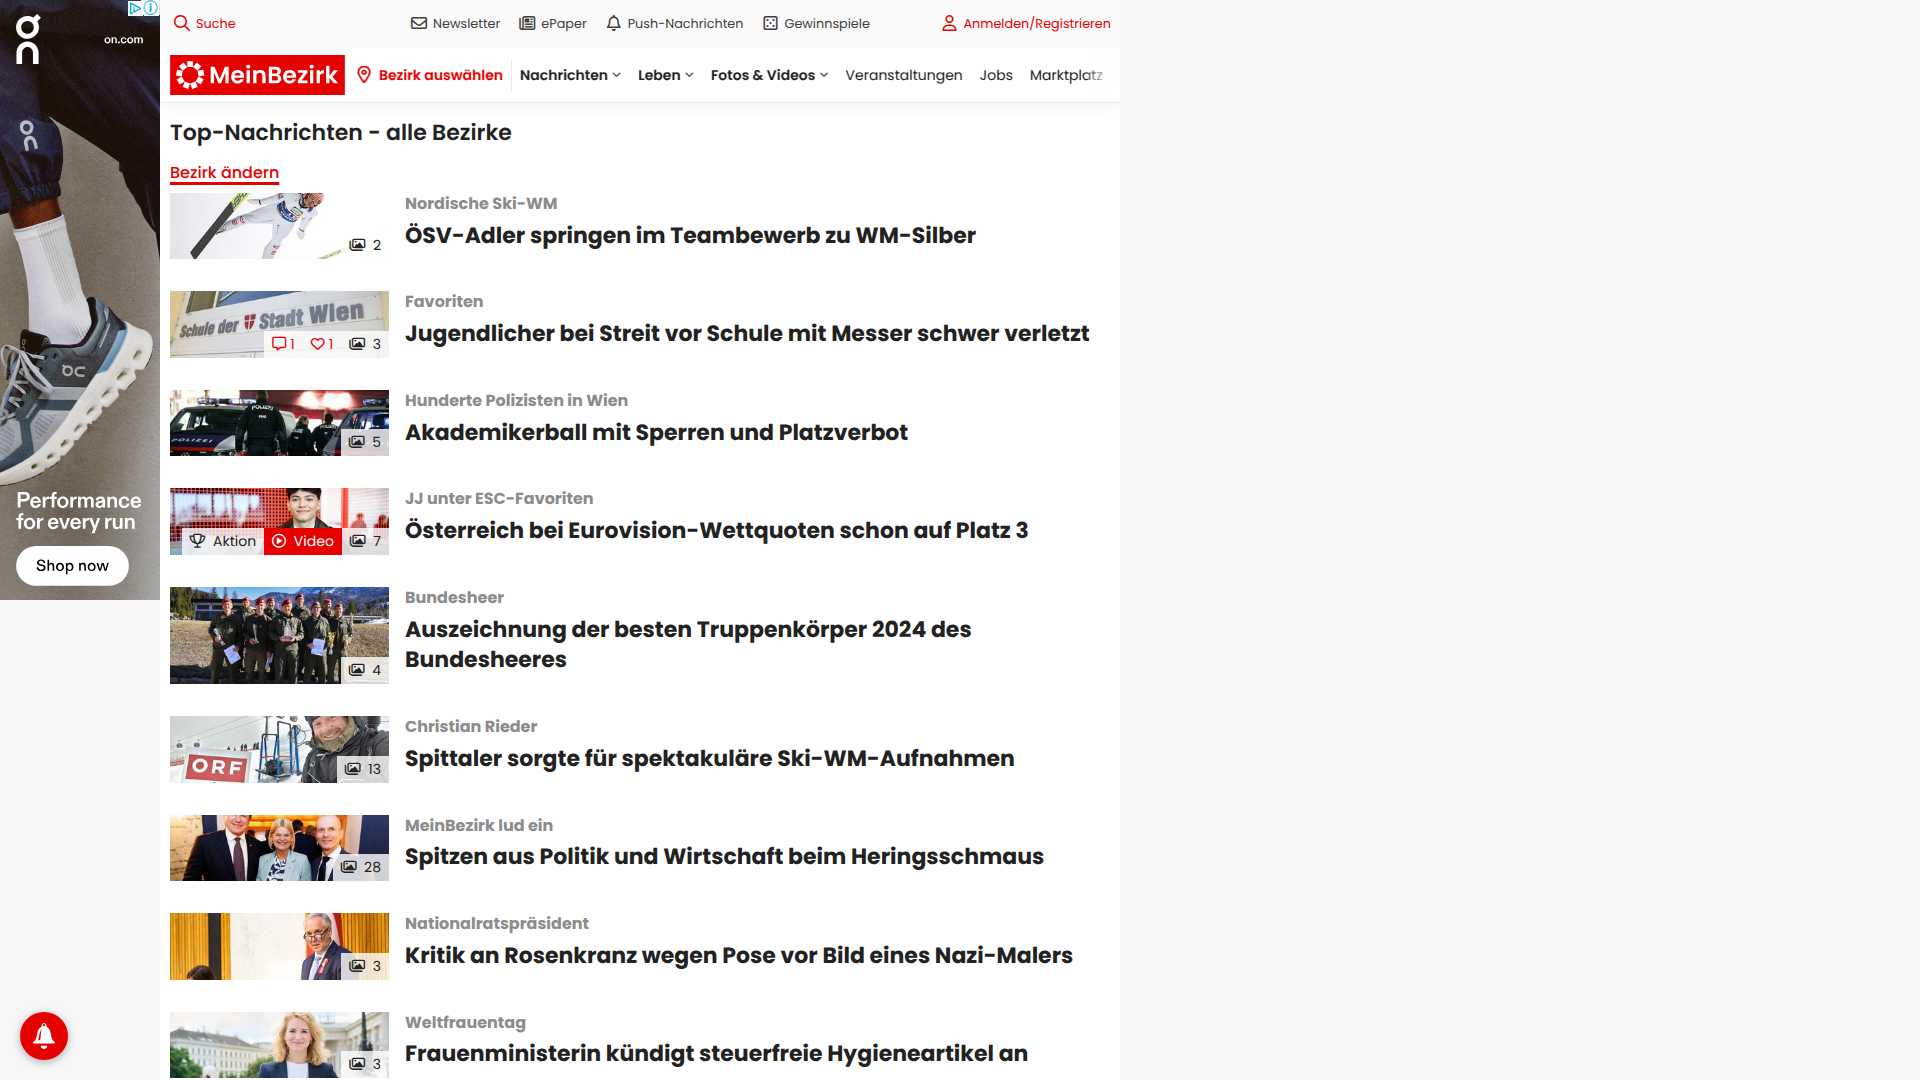 on
on.com
Performance
for every run
Shop now
Suche
Newsletter
ePaper
Push-Nachrichten
Gewinnspiele
Anmelden/Registrieren
MeinBezirk
Bezirk auswählen
Nachrichten
Leben
Fotos & Videos
Veranstaltungen
Jobs
Marktplatz
Top-Nachrichten - alle Bezirke
Bezirk ändern
2
Nordische Ski-WM
ÖSV-Adler springen im Teambewerb zu WM-Silber
Schule der Stadt Wien
1
1
3
Favoriten
Jugendlicher bei Streit vor Schule mit Messer schwer verletzt
POLIZEI
5
Hunderte Polizisten in Wien
Akademikerball mit Sperren und Platzverbot
Aktion
Video
7
JJ unter ESC-Favoriten
Österreich bei Eurovision-Wettquoten schon auf Platz 3
4
Bundesheer
Auszeichnung der besten Truppenkörper 2024 des
Bundesheeres
ORF
13
Christian Rieder
Spittaler sorgte für spektakuläre Ski-WM-Aufnahmen
28
MeinBezirk lud ein
Spitzen aus Politik und Wirtschaft beim Heringsschmaus
3
Nationalratspräsident
Kritik an Rosenkranz wegen Pose vor Bild eines Nazi-Malers
3
Weltfrauentag
Frauenministerin kündigt steuerfreie Hygieneartikel an